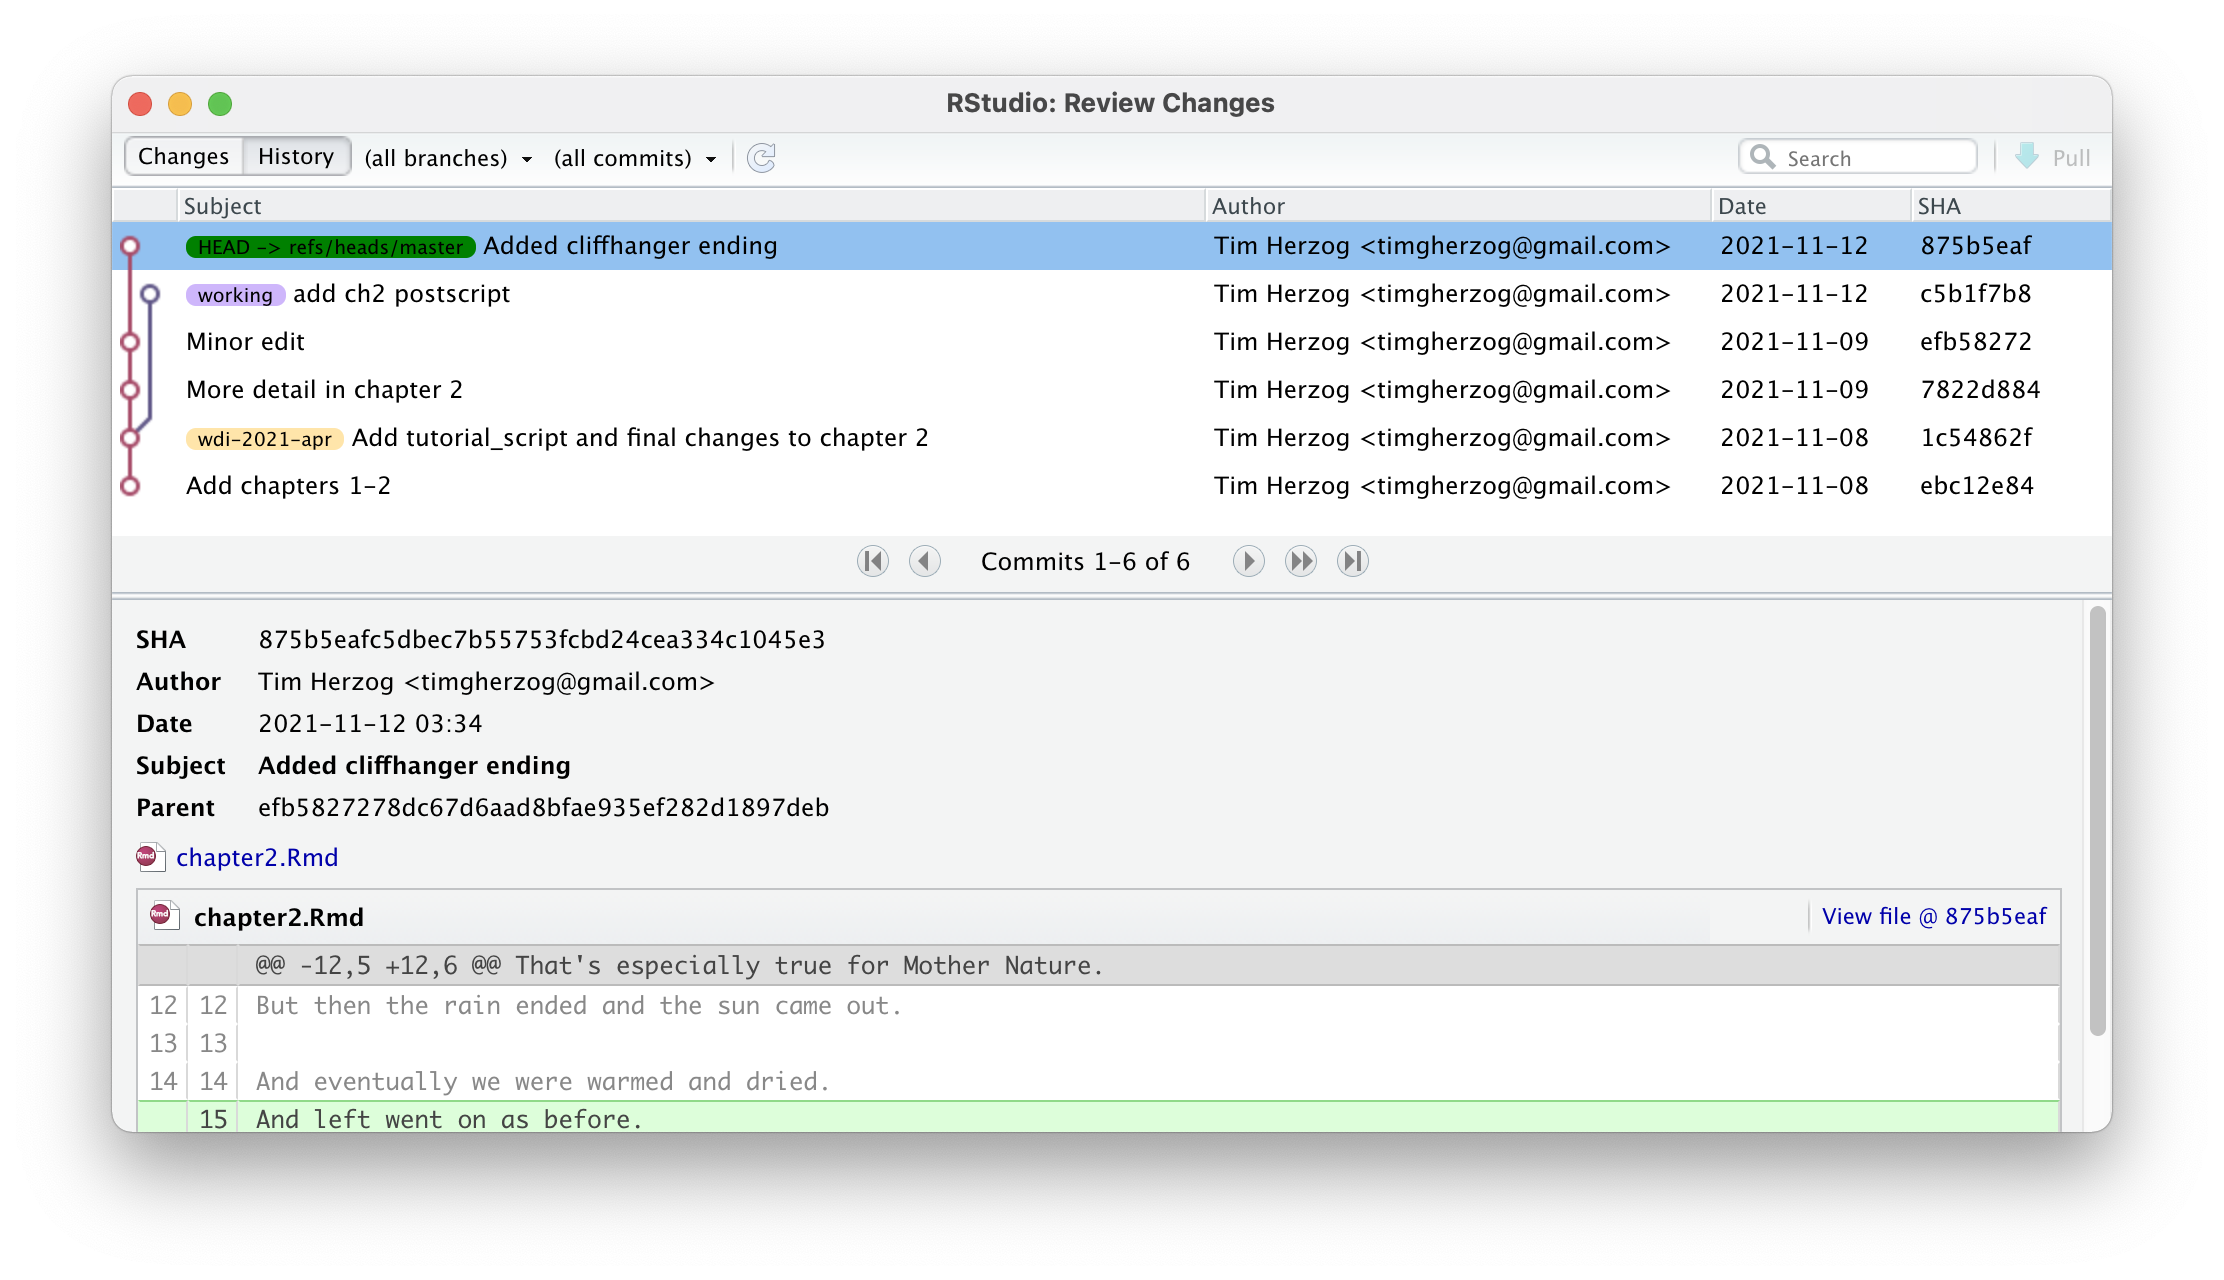 RStudio: Review Changes
Changes History (all branches) (all commits) Search Pull
Subject Author Date SHA
HEAD -> refs/heads/master Added cliffhanger ending Tim Herzog <timgherzog@gmail.com> 2021-11-12 875b5eaf
working add ch2 postscript Tim Herzog <timgherzog@gmail.com> 2021-11-12 c5b1f7b8
Minor edit Tim Herzog <timgherzog@gmail.com> 2021-11-09 efb58272
More detail in chapter 2 Tim Herzog <timgherzog@gmail.com> 2021-11-09 7822d884
wdi-2021-apr Add tutorial_script and final changes to chapter 2 Tim Herzog <timgherzog@gmail.com> 2021-11-08 1c54862f
Add chapters 1-2 Tim Herzog <timgherzog@gmail.com> 2021-11-08 ebc12e84
Commits 1-6 of 6
SHA 875b5eafc5dbec7b55753fcbd24cea334c1045e3
Author Tim Herzog <timgherzog@gmail.com>
Date 2021-11-12 03:34
Subject Added cliffhanger ending
Parent efb5827278dc67d6aad8bfae935ef282d1897deb
Rmd chapter2.Rmd
Rmd chapter2.Rmd View file @ 875b5eaf
@@ -12,5 +12,6 @@ That's especially true for Mother Nature.
12 12 But then the rain ended and the sun came out.
13 13
14 14 And eventually we were warmed and dried.
15 And left went on as before.